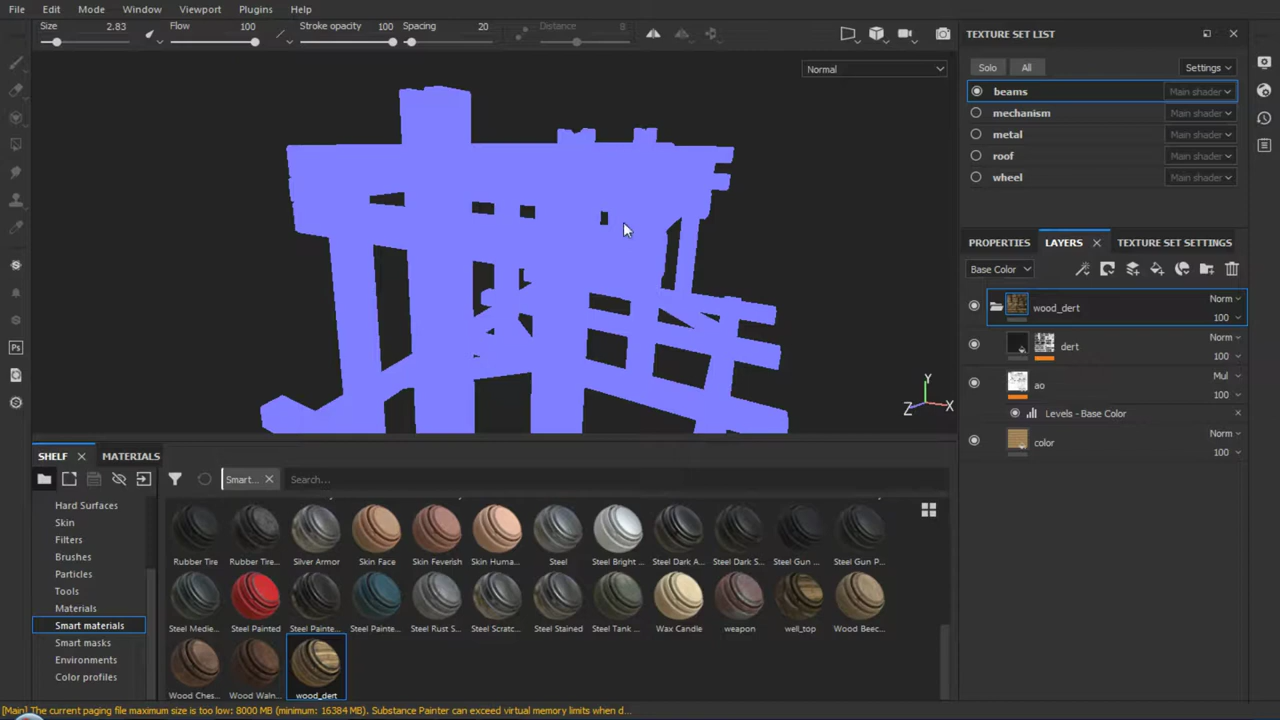 File Edit Mode Window Viewport Plugins Help
Size 2.83 Flow 100 Stroke opacity 100 Spacing 20 Distance 8
Normal
Y
Z X
TEXTURE SET LIST
Solo All Settings
beams Main shader
mechanism Main shader
metal Main shader
roof Main shader
wheel Main shader
PROPERTIES LAYERS TEXTURE SET SETTINGS
Base Color
wood_dert Norm 100
dert Norm 100
ao Mul 100
Levels - Base Color
color Norm 100
SHELF MATERIALS
Smart... Search...
Hard Surfaces
Skin
Filters
Brushes
Particles
Tools
Materials
Smart materials
Smart masks
Environments
Color profiles
Rubber Tire Rubber Tire... Silver Armor Skin Face Skin Feverish Skin Huma... Steel Steel Bright ... Steel Dark A... Steel Dark S... Steel Gun ... Steel Gun P...
Steel Medie... Steel Painted Steel Painte... Steel Painte... Steel Rust S... Steel Scratc... Steel Stained Steel Tank ... Wax Candle weapon well_top Wood Beec...
Wood Ches... Wood Waln... wood_dert
[Main] The current paging file maximum size is too low: 8000 MB (minimum: 16384 MB). Substance Painter can exceed virtual memory limits when d...
Ps